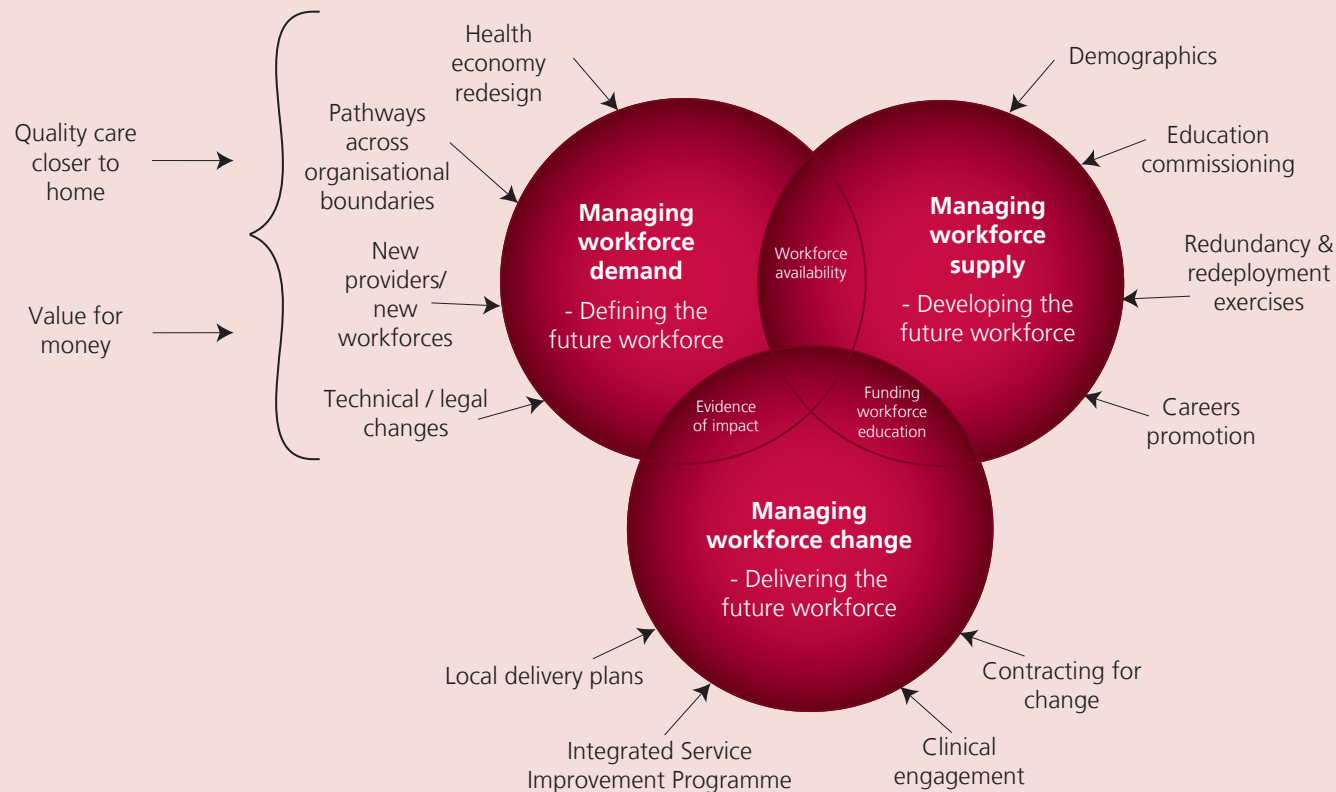 Quality care
closer to
home
Value for
money
Health
economy
redesign
Pathways
across
organisational
boundaries
New
providers/
new
workforces
Technical / legal
changes
Managing
workforce
demand
- Defining the
future workforce
Workforce
availability
Managing
workforce
supply
- Developing the
future workforce
Demographics
Education
commissioning
Redundancy &
redeployment
exercises
Careers
promotion
Evidence
of impact
Funding
workforce
education
Managing
workforce change
- Delivering the
future workforce
Local delivery plans
Integrated Service
Improvement Programme
Clinical
engagement
Contracting for
change